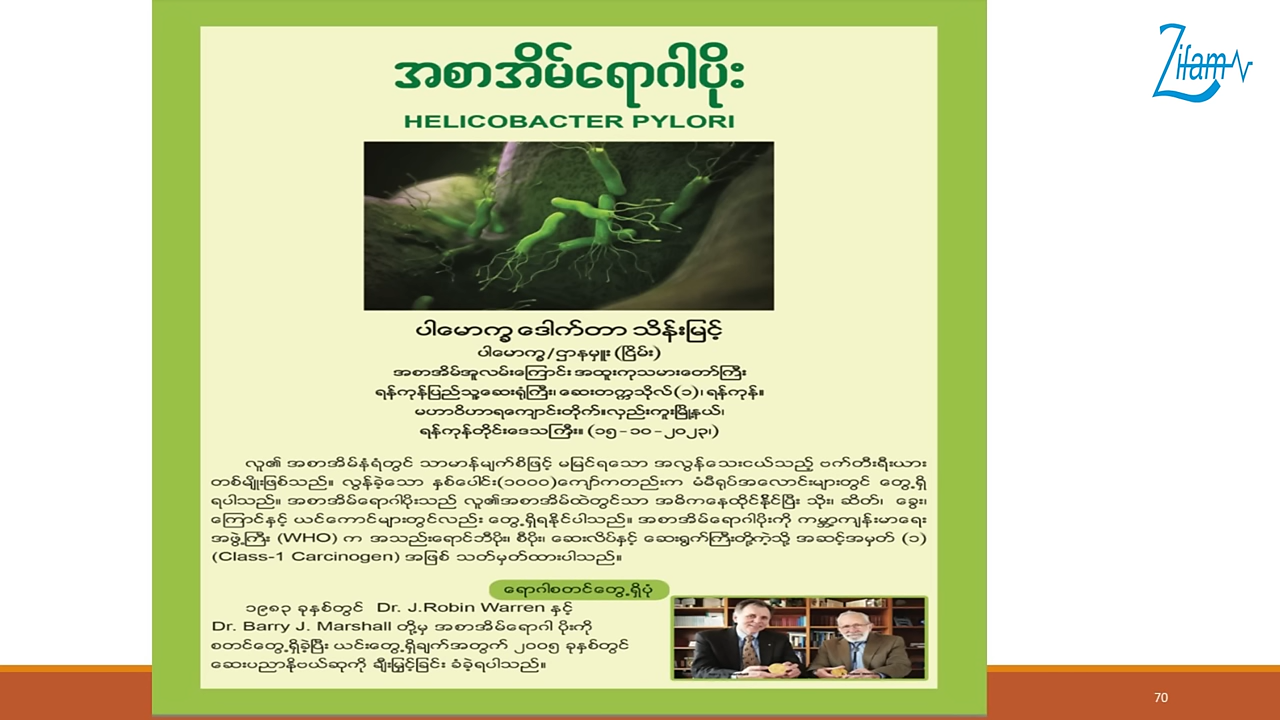 Zifam
အစာအိမ်ရောဂါပိုး
HELICOBACTER PYLORI
ပါမောက္ခ ဒေါက်တာ သိန်းမြင့်
ပါမောက္ခ/ဌာနမှူး (ငြိမ်း)
အစာအိမ်အူလမ်းကြောင်း အထူးကုသမားတော်ကြီး
ရန်ကုန်ပြည်သူ့ဆေးရုံကြီး၊ ဆေးတက္ကသိုလ်(၁)၊ ရန်ကုန်။
မဟာဝိဟာရကျောင်းတိုက်။လှည်းကူးမြို့နယ်၊
ရန်ကုန်တိုင်းဒေသကြီး။ (၁၅-၁၀-၂၀၂၃၊)
လူ၏ အစာအိမ်နံရံတွင် သာမာန်မျက်စိဖြင့် မမြင်ရသော အလွန်သေးငယ်သည့် ဗက်တီးရီးယား
တစ်မျိုးဖြစ်သည်။ လွန်ခဲ့သော နှစ်ပေါင်း(၁၀၀၀)ကျော်ကတည်းက မံမီရုပ်အလောင်းများတွင် တွေ့ရှိ
ရပါသည်။ အစာအိမ်ရောဂါပိုးသည် လူ၏အစာအိမ်ထဲတွင်သာ အဓိကနေထိုင်နိုင်ပြီး သိုး၊ ဆိတ်၊ ခွေး၊
ကြောင်နှင့် ယင်ကောင်များတွင်လည်း တွေ့ရှိရနိုင်ပါသည်။ အစာအိမ်ရောဂါပိုးကို ကမ္ဘာ့ကျန်းမာရေး
အဖွဲ့ကြီး (WHO) က အသည်းရောင်ဘီပိုး၊ စီပိုး၊ ဆေးလိပ်နှင့် ဆေးရွက်ကြီးတို့ကဲ့သို့ အဆင့်အမှတ် (၁)
(Class-1 Carcinogen) အဖြစ် သတ်မှတ်ထားပါသည်။
ရောဂါစတင်တွေ့ရှိပုံ
၁၉၈၃ ခုနှစ်တွင် Dr. J.Robin Warren နှင့်
Dr. Barry J. Marshall တို့မှ အစာအိမ်ရောဂါ ပိုးကို
စတင်တွေ့ရှိခဲ့ပြီး ယင်းတွေ့ရှိချက်အတွက် ၂၀၀၅ ခုနှစ်တွင်
ဆေးပညာနိုဗယ်ဆုကို ချီးမြှင့်ခြင်း ခံခဲ့ရပါသည်။
70